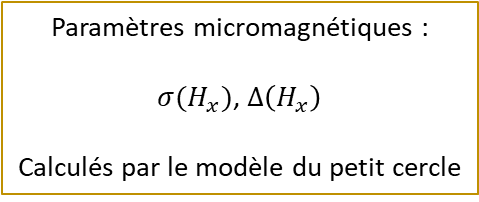 Paramètres micromagnétiques :
𝜎(𝐻𝑥), Δ(𝐻𝑥)
Calculés par le modèle du petit cercle